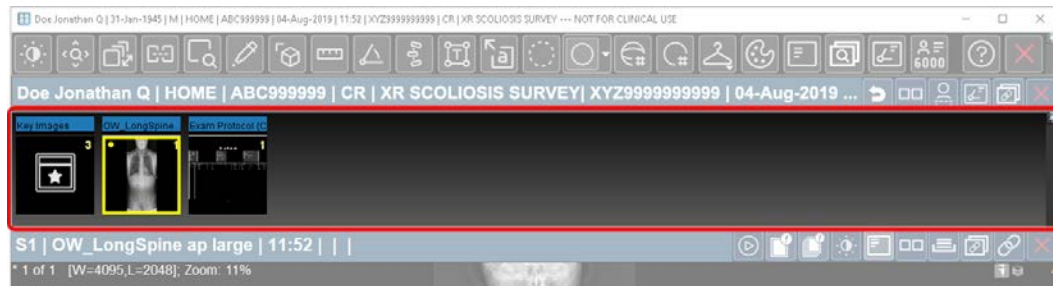 Doe Jonathan Q | 31-Jan-1945 | M | HOME | ABC999999 | 04-Aug-2019 | 11:52 | XYZ9999999999 | CR | XR SCOLIOSIS SURVEY --- NOT FOR CLINICAL USE
T
a
#
#
6000
?
Doe Jonathan Q | HOME | ABC999999 | CR | XR SCOLIOSIS SURVEY| XYZ9999999999 | 04-Aug-2019 ...
Key Images
OW_LongSpine
Exam Protocol (C
3
1
1
S1 | OW_LongSpine ap large | 11:52 | | |
* 1 of 1 [W=4095,L=2048]; Zoom: 11%